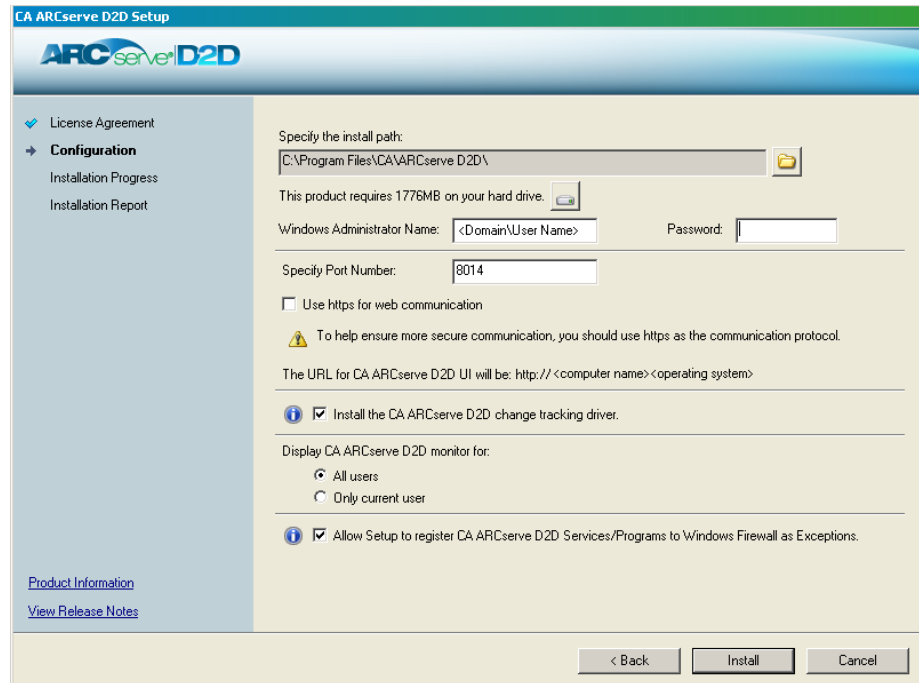 CA ARCserve D2D Setup
ARCserve D2D
License Agreement
Configuration
Installation Progress
Installation Report
Specify the install path:
C:\Program Files\CA\ARCserve D2D\
This product requires 1776MB on your hard drive.
Windows Administrator Name: <Domain\User Name> Password:
Specify Port Number: 8014
Use https for web communication
To help ensure more secure communication, you should use https as the communication protocol.
The URL for CA ARCserve D2D UI will be: http://<computer name><operating system>
Install the CA ARCserve D2D change tracking driver.
Display CA ARCserve D2D monitor for:
All users
Only current user
Allow Setup to register CA ARCserve D2D Services/Programs to Windows Firewall as Exceptions.
Product Information
View Release Notes
< Back Install Cancel